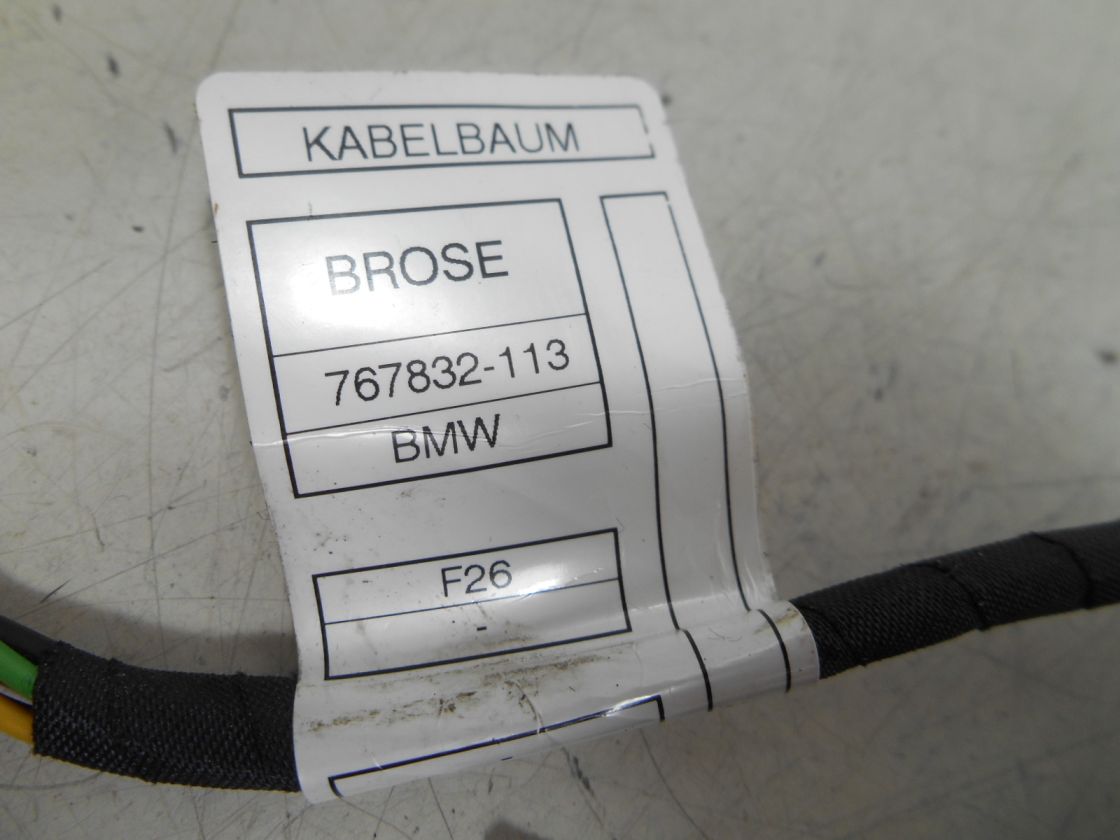 KABELBAUM
BROSE
767832-113
BMW
F26
-